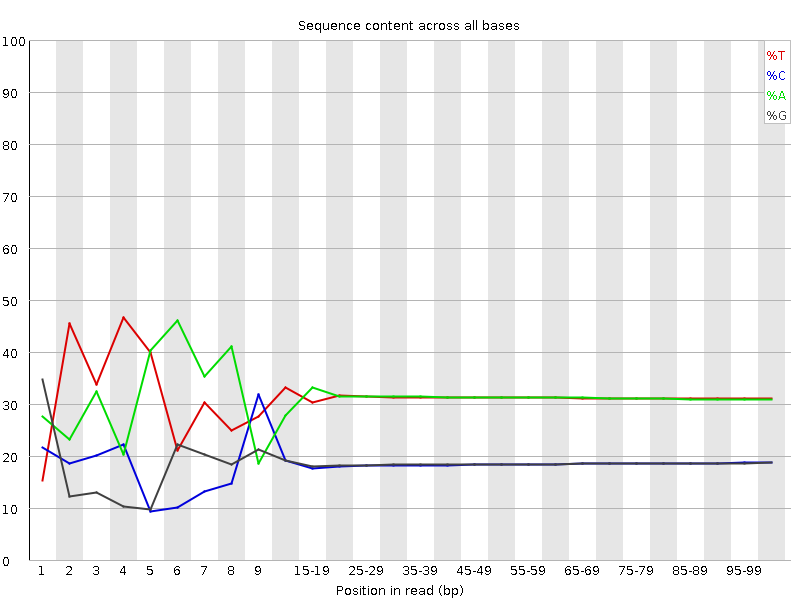 Sequence content across all bases
100
90
80
70
60
50
40
30
20
10
0
%T
%C
%A
%G
1 2 3 4 5 6 7 8 9 15-19 25-29 35-39 45-49 55-59 65-69 75-79 85-89 95-99
Position in read (bp)